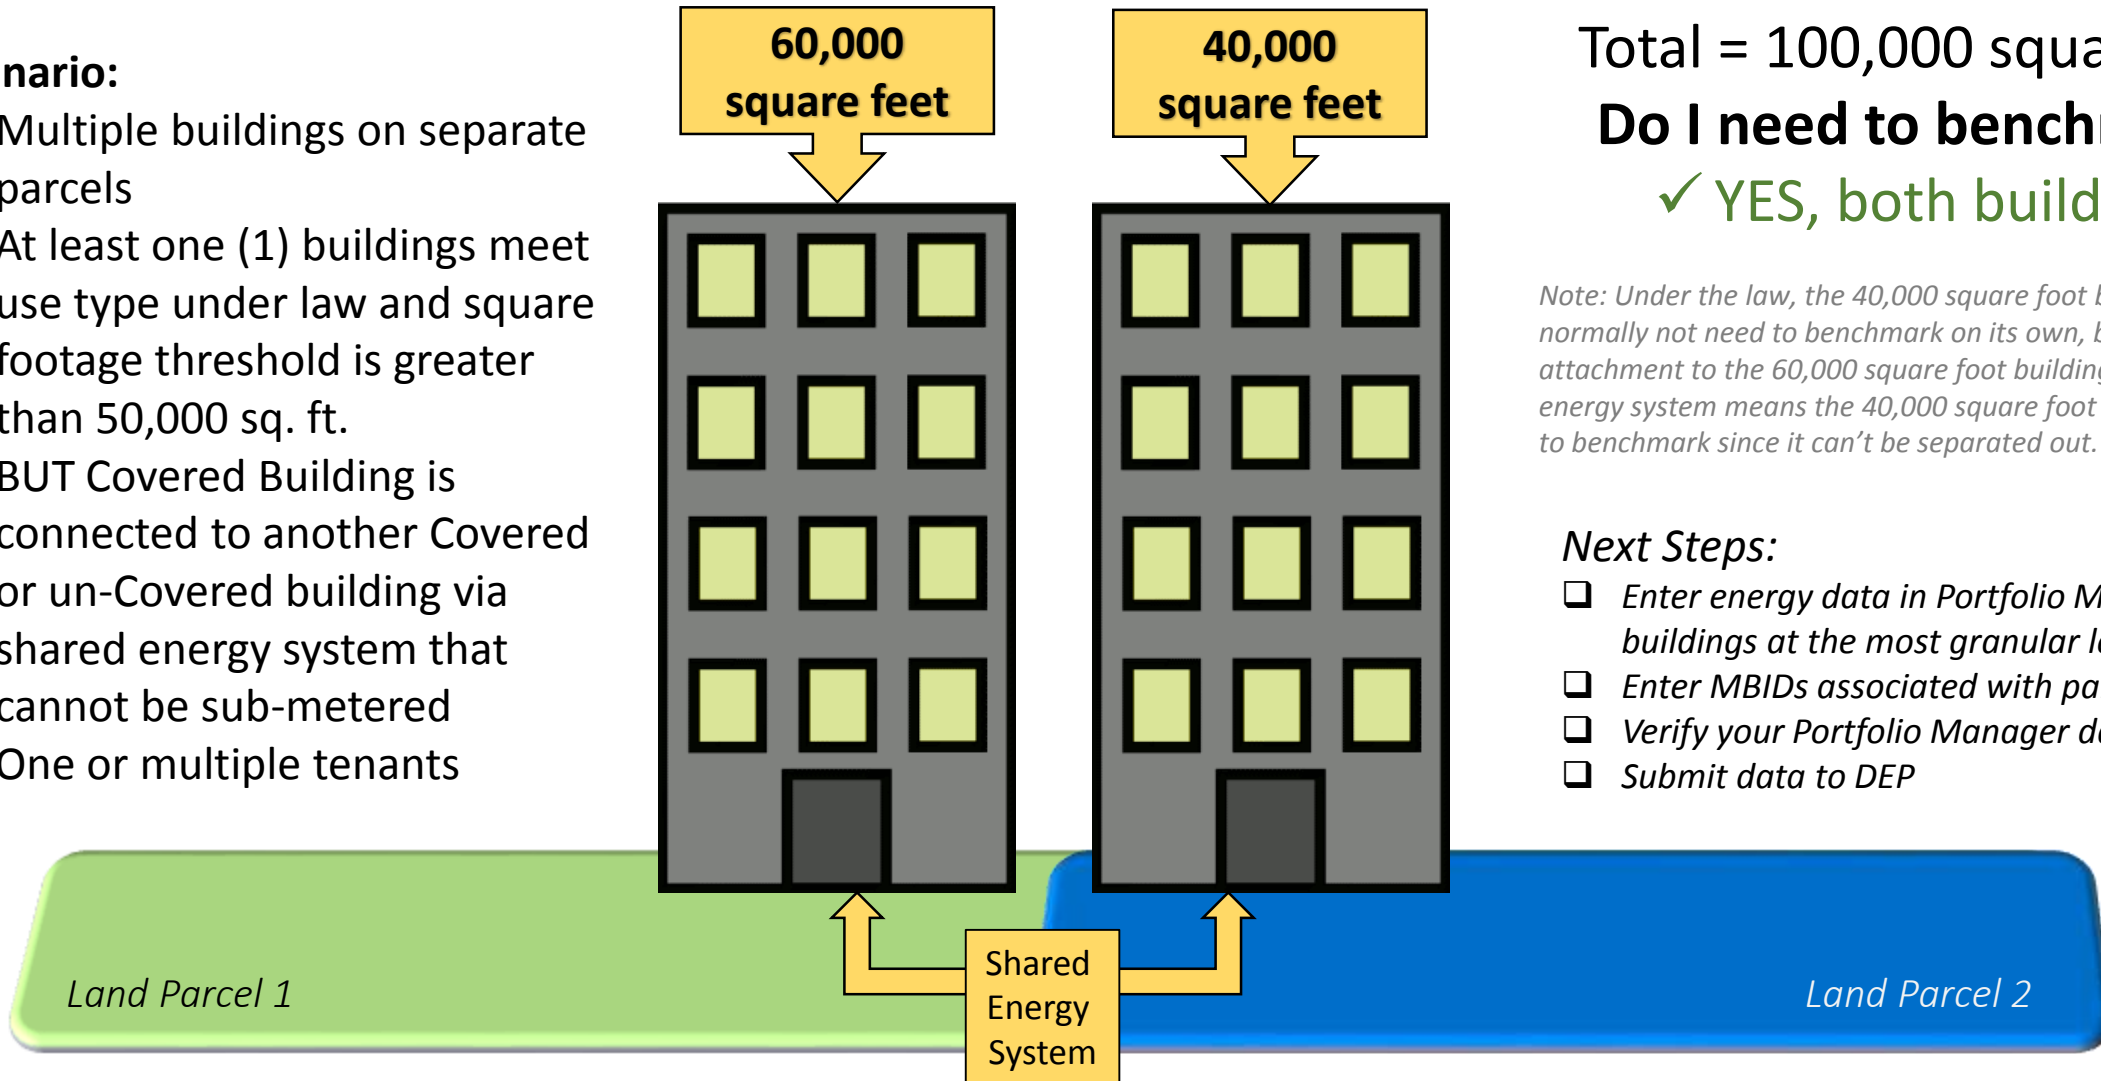 nario:
Multiple buildings on separate
parcels
At least one (1) buildings meet
use type under law and square
footage threshold is greater
than 50,000 sq. ft.
BUT Covered Building is
connected to another Covered
or un-Covered building via
shared energy system that
cannot be sub-metered
One or multiple tenants
60,000
square feet
40,000
square feet
Total = 100,000 squa
Do I need to bench
✓ YES, both build
Note: Under the law, the 40,000 square foot b
normally not need to benchmark on its own, b
attachment to the 60,000 square foot building
energy system means the 40,000 square foot
to benchmark since it can't be separated out.
Next Steps:
❑ Enter energy data in Portfolio M
buildings at the most granular l
❑ Enter MBIDs associated with pa
❑ Verify your Portfolio Manager d
❑ Submit data to DEP
Land Parcel 1
Shared
Energy
System
Land Parcel 2